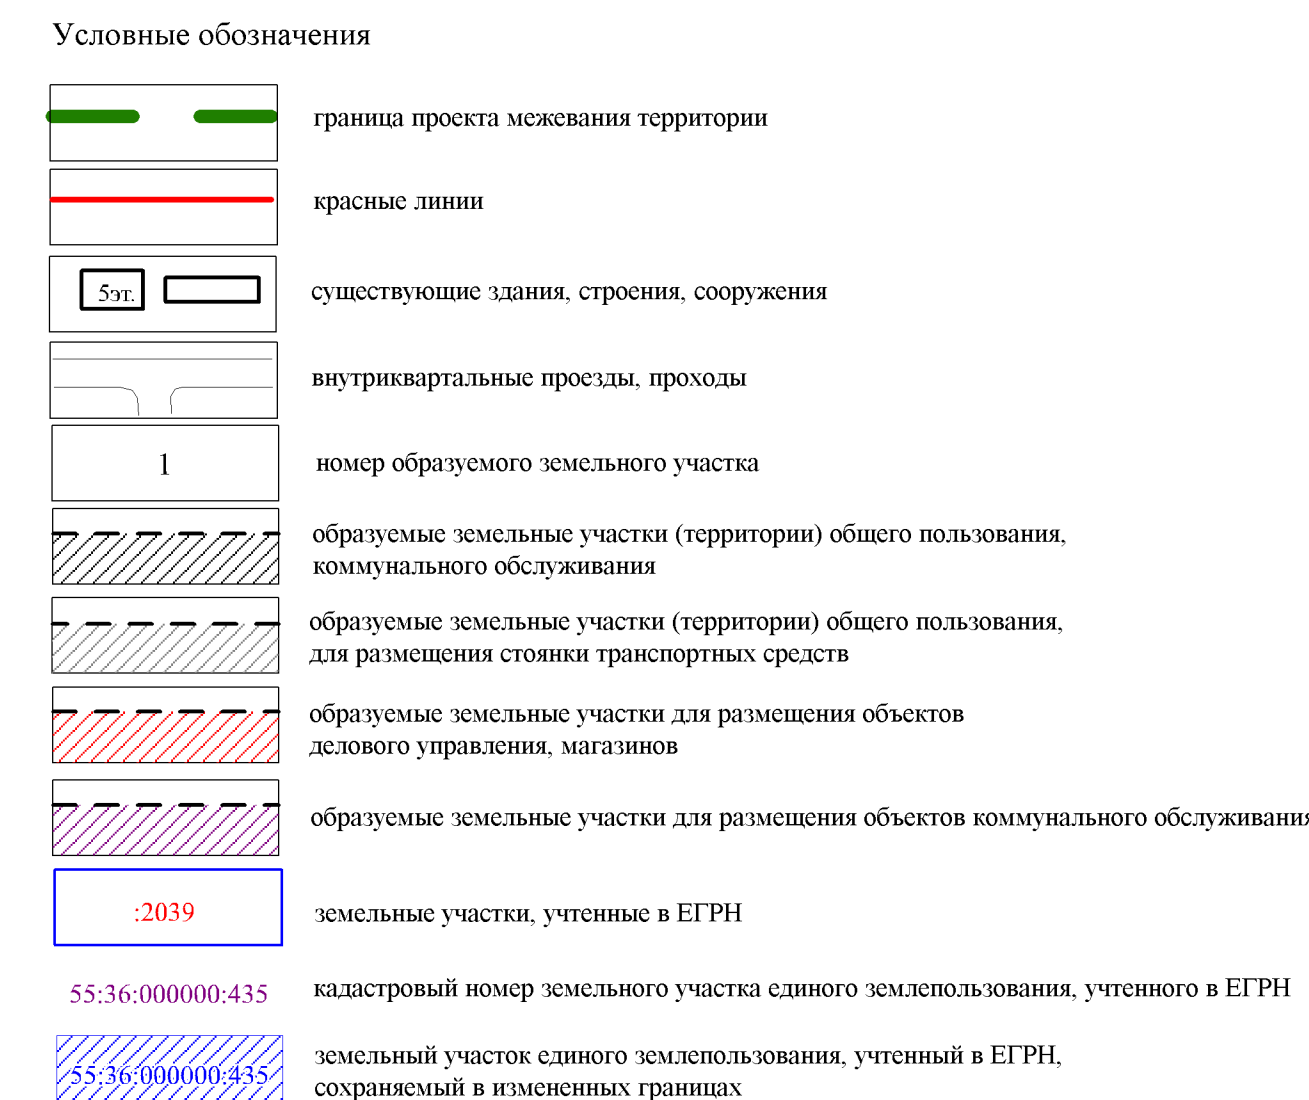 Условные обозначения
граница проекта межевания территории
красные линии
5эт.
существующие здания, строения, сооружения
внутриквартальные проезды, проходы
1
номер образуемого земельного участка
образуемые земельные участки (территории) общего пользования,
коммунального обслуживания
образуемые земельные участки (территории) общего пользования,
для размещения стоянки транспортных средств
образуемые земельные участки для размещения объектов
делового управления, магазинов
образуемые земельные участки для размещения объектов коммунального обслуживания
:2039
земельные участки, учтенные в ЕГРН
55:36:000000:435
кадастровый номер земельного участка единого землепользования, учтенного в ЕГРН
55:36:000000:435
земельный участок единого землепользования, учтенный в ЕГРН,
сохраняемый в измененных границах